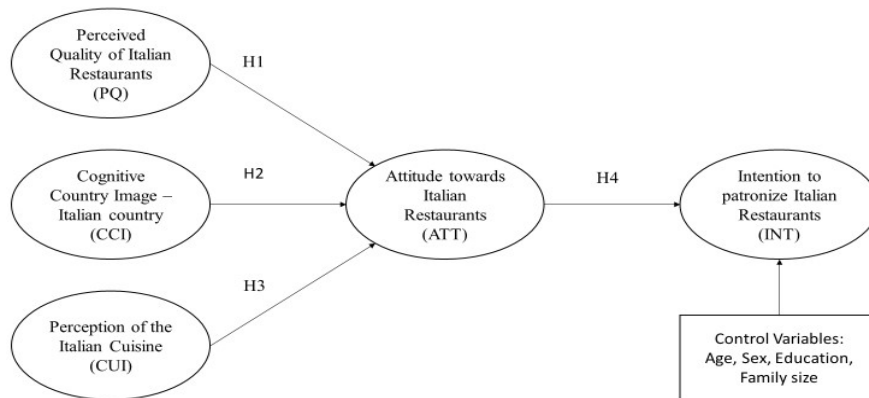 Perceived
Quality of Italian
Restaurants
(PQ)
H1
Cognitive
Country Image –
Italian country
(CCI)
H2
Attitude towards
Italian
Restaurants
(ATT)
H4
Intention to
patronize Italian
Restaurants
(INT)
H3
Perception of the
Italian Cuisine
(CUI)
Control Variables:
Age, Sex, Education,
Family size